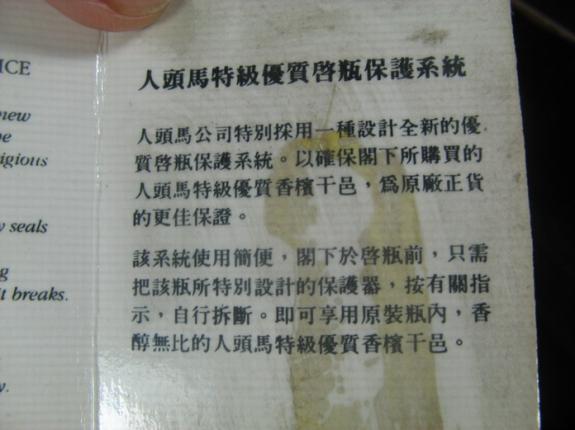 ICE
new
igious
seals
it breaks.
人頭馬特級優質啓瓶保護系統
人頭馬公司特別採用一種設計全新的優
質啓瓶保護系統。以確保閣下所購買的
人頭馬特級優質香檳干邑，爲原廠正貨
的更佳保證。
該系統使用簡便，閣下於啓瓶前，只需
把該瓶所特別設計的保護器，按有關指
示，自行拆斷。即可享用原裝瓶內，香
醇無比的人頭馬特級優質香檳干邑。